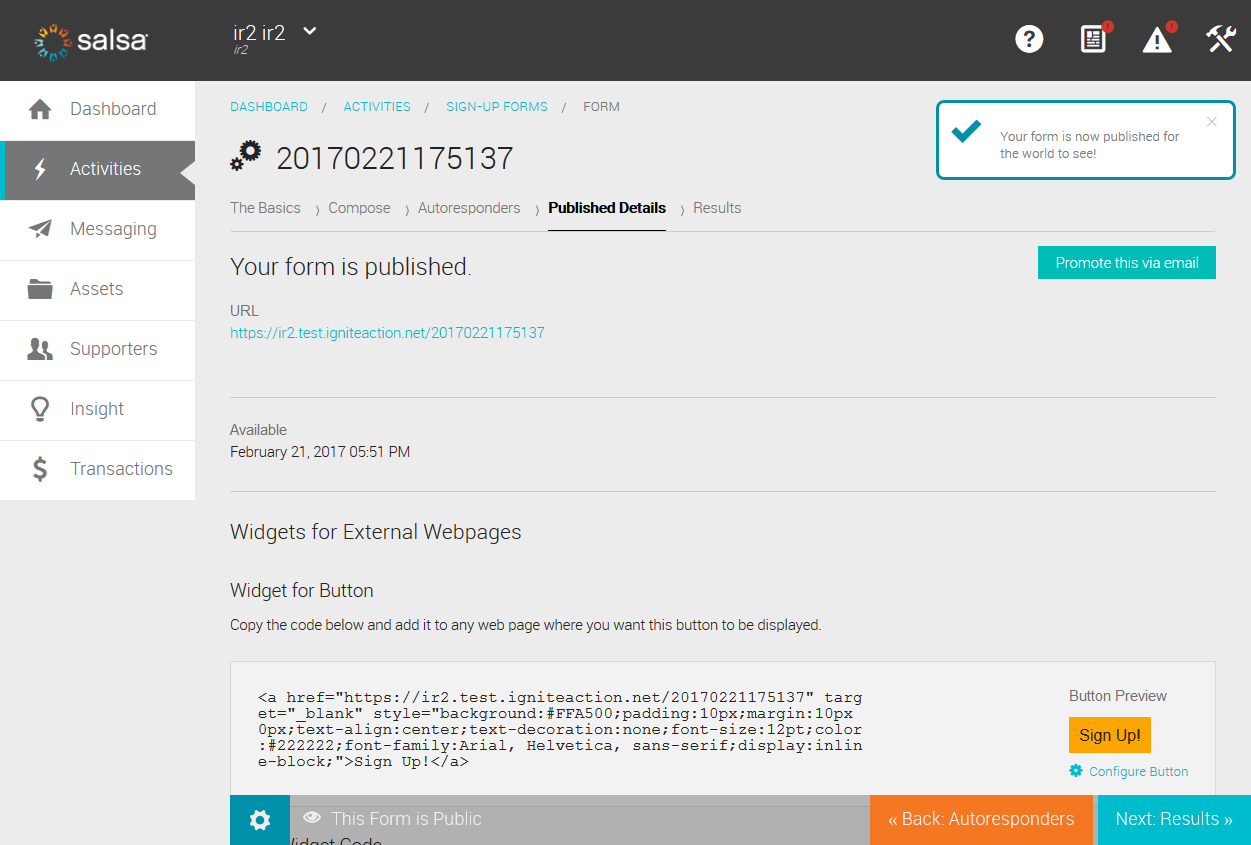 salsa
ir2 ir2
ir2
Dashboard
Activities
Messaging
Assets
Supporters
Insight
Transactions
DASHBOARD / ACTIVITIES / SIGN-UP FORMS / FORM
Your form is now published for
the world to see!
20170221175137
The Basics
Compose
Autoresponders
Published Details
Results
Your form is published.
Promote this via email
URL
https://ir2.test.igniteaction.net/20170221175137
Available
February 21, 2017 05:51 PM
Widgets for External Webpages
Widget for Button
Copy the code below and add it to any web page where you want this button to be displayed.
<a href="https://ir2.test.igniteaction.net/20170221175137" targ
et="_blank" style="background:#FFA500;padding:10px;margin:10px
0px;text-align:center;text-decoration:none;font-size:12pt;color
:#222222;font-family:Arial, Helvetica, sans-serif;display:inlin
e-block;">Sign Up!</a>
Button Preview
Sign Up!
Configure Button
This Form is Public
« Back: Autoresponders
Next: Results »
Widget Code